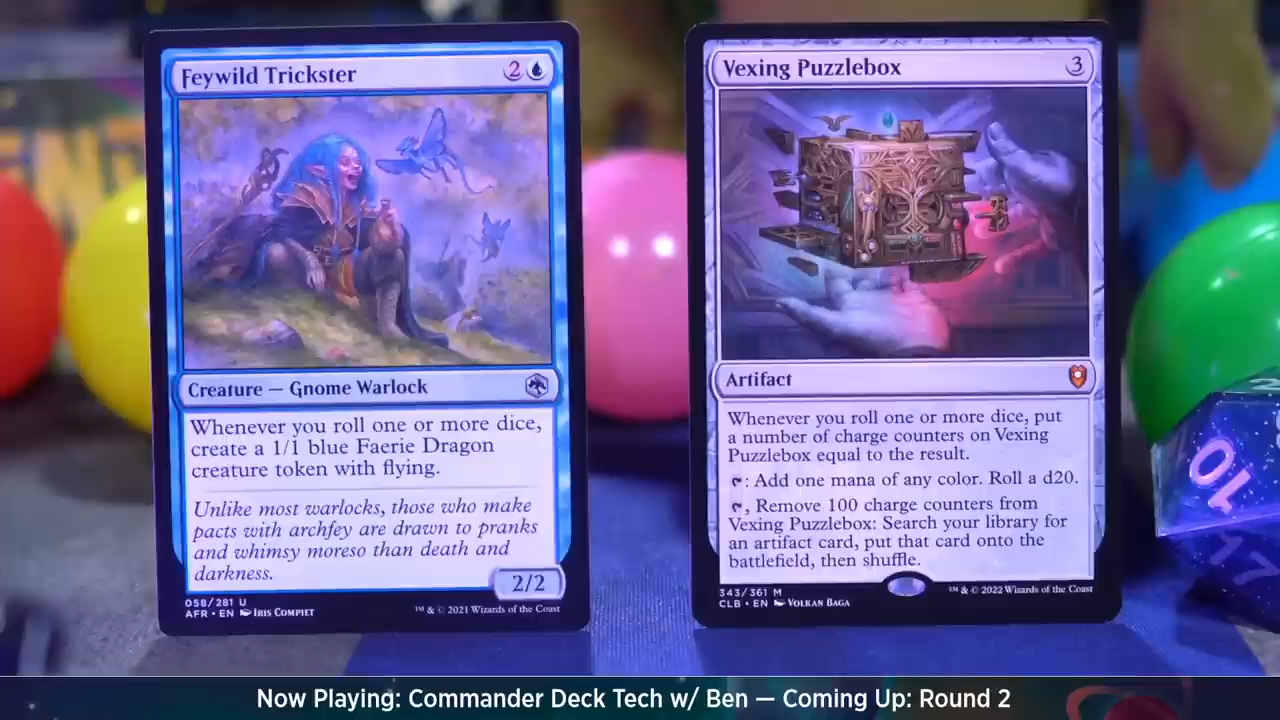 Feywild Trickster
2
Creature — Gnome Warlock
Whenever you roll one or more dice,
create a 1/1 blue Faerie Dragon
creature token with flying.
Unlike most warlocks, those who make
pacts with archfey are drawn to pranks
and whimsy moreso than death and
darkness.
2/2
058/281 U
AFR • EN IRIS COMPIET
™ & © 2021 Wizards of the Coast
Vexing Puzzlebox
3
Artifact
Whenever you roll one or more dice, put
a number of charge counters on Vexing
Puzzlebox equal to the result.
: Add one mana of any color. Roll a d20.
, Remove 100 charge counters from
Vexing Puzzlebox: Search your library for
an artifact card, put that card onto the
battlefield, then shuffle.
343/361 M
CLB • EN VOLKAN BAGA
™ & © 2022 Wizards of the Coast
10
17
Now Playing: Commander Deck Tech w/ Ben — Coming Up: Round 2